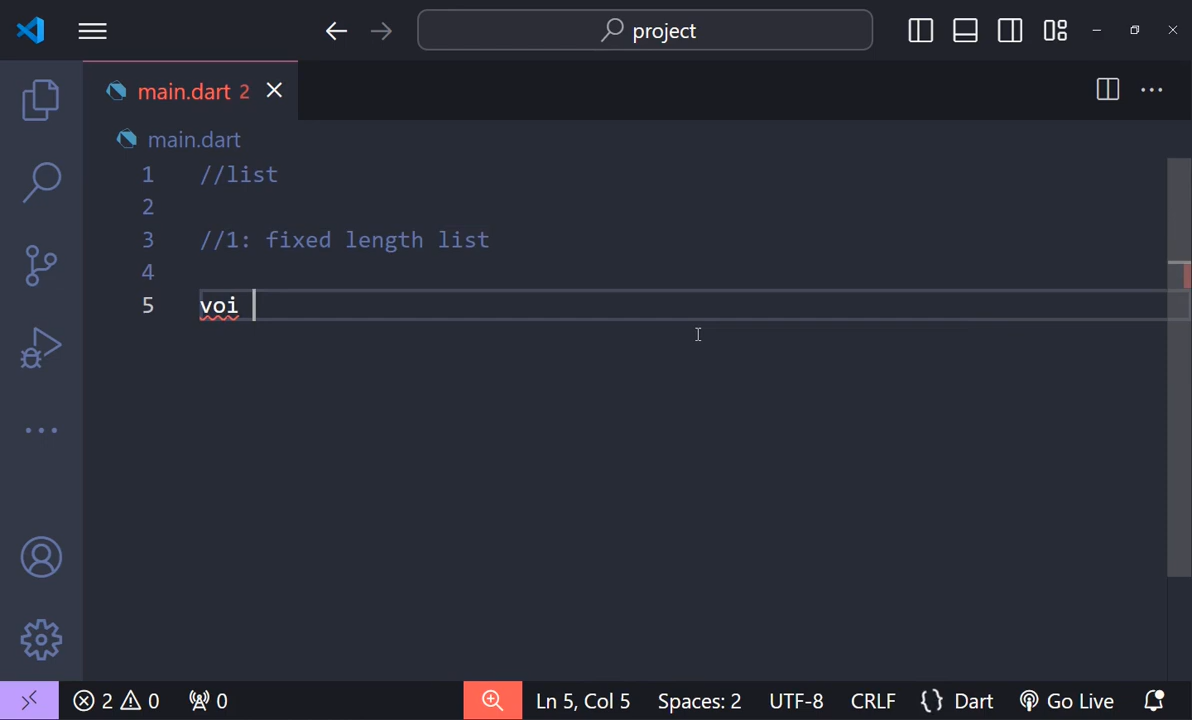 project
main.dart 2
main.dart
1 //list
2
3 //1: fixed length list
4
5 voi
2 0 0 Ln 5, Col 5 Spaces: 2 UTF-8 CRLF {} Dart Go Live